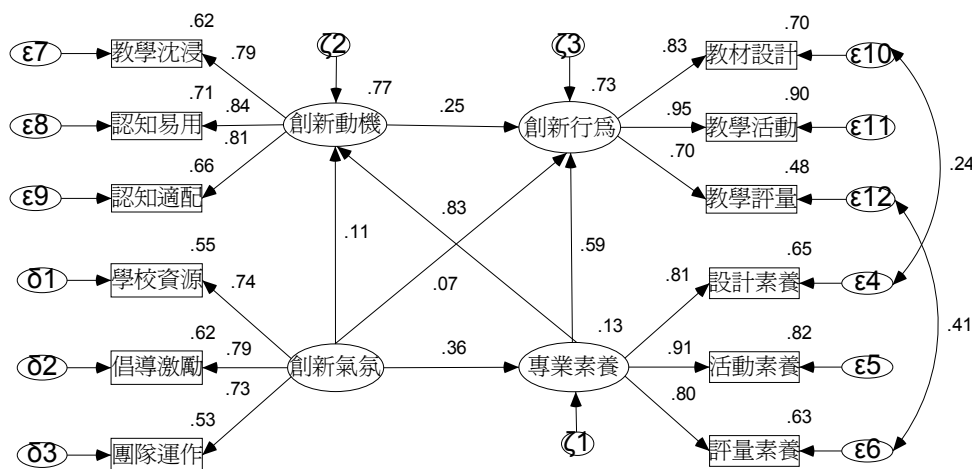 .62
.70
ε7
教學沈浸
.79
ζ2
ζ3
.83
教材設計
ε10
.71
.77
.73
.90
ε8
認知易用
.84
創新動機
.25
創新行為
.95
教學活動
ε11
.81
.70
.66
.48
.24
ε9
認知適配
教學評量
ε12
.83
.55
.11
.59
.65
δ1
學校資源
.74
.07
.81
設計素養
ε4
.62
.13
.82
.41
δ2
倡導激勵
.79
創新氣氛
.36
專業素養
.91
活動素養
ε5
.73
.80
.53
.63
δ3
團隊運作
ζ1
評量素養
ε6